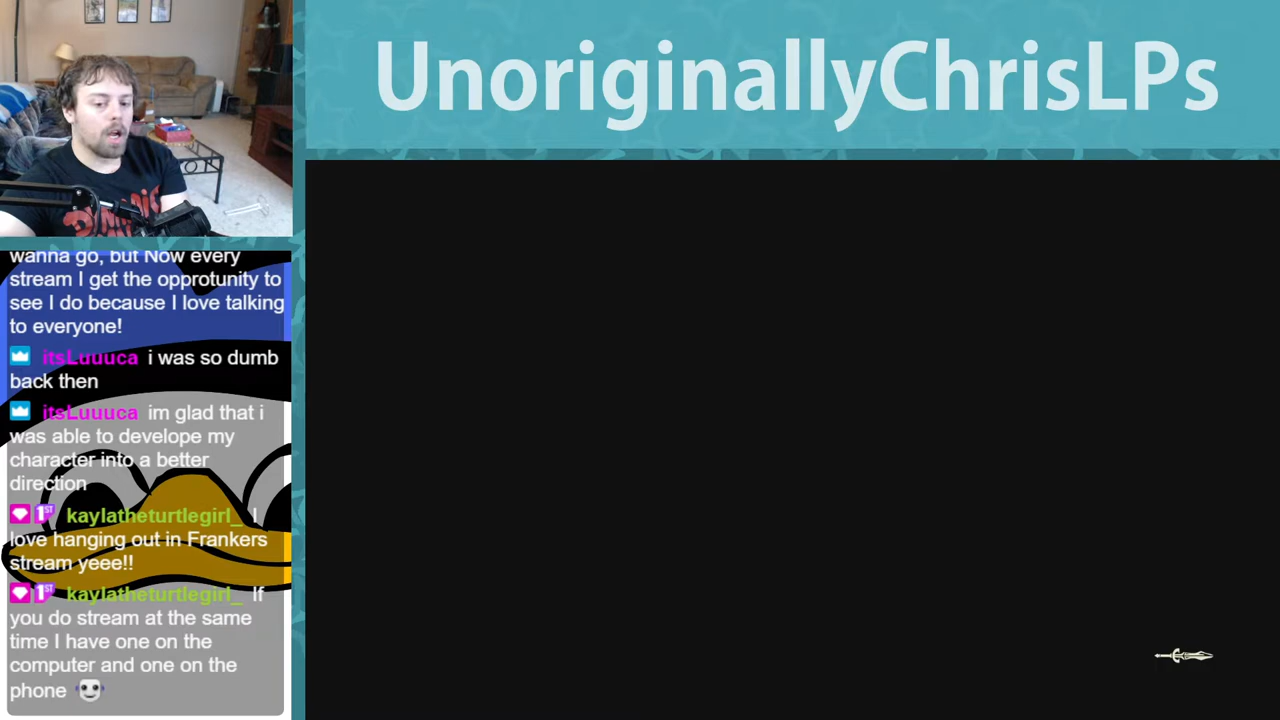 UnoriginallyChrisLPs
wanna go, but Now every
stream I get the opprotunity to
see I do because I love talking
to everyone!
itsLuuuca i was so dumb
back then
itsLuuuca im glad that i
was able to develope my
character into a better
direction
1ST kaylatheturtlegirl_ I
love hanging out in Frankers
stream yeee!!
1ST kaylatheturtlegirl_ If
you do stream at the same
time I have one on the
computer and one on the
phone